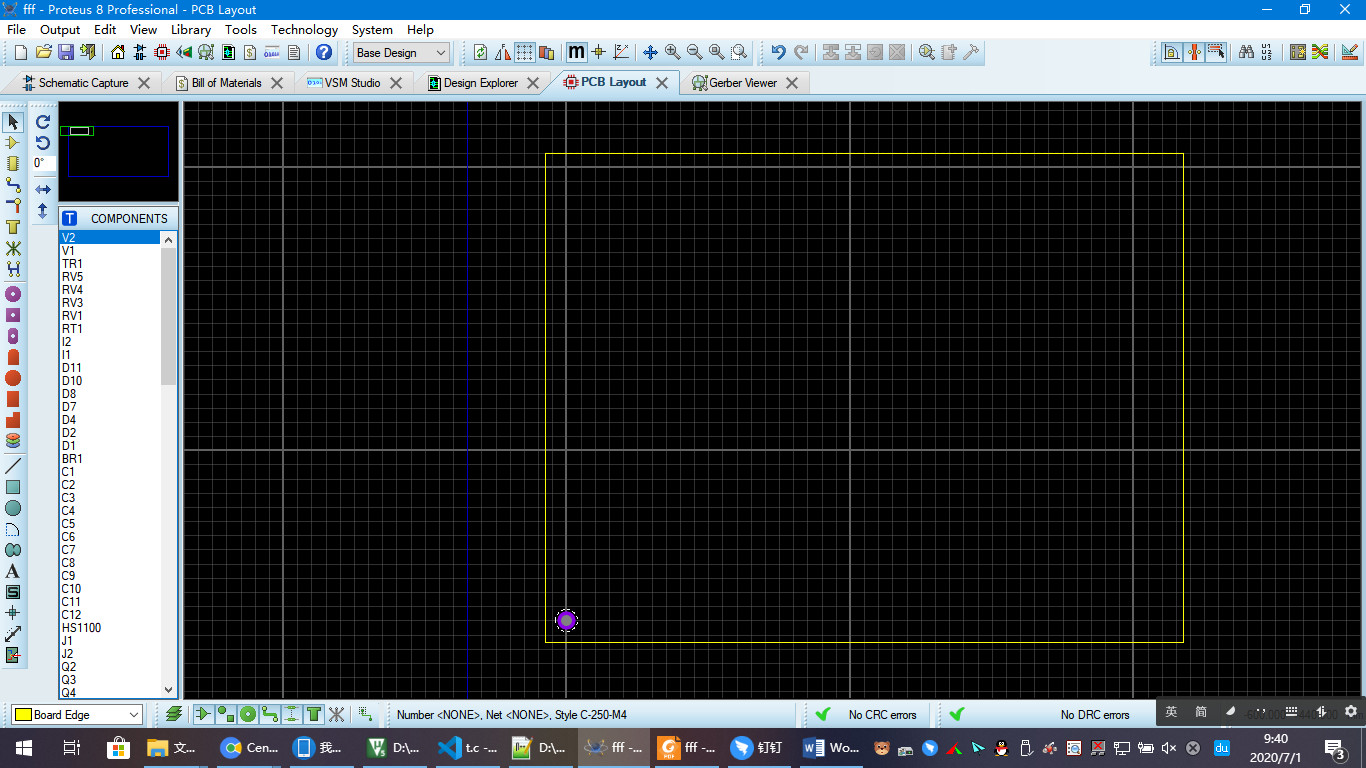 fff - Proteus 8 Professional - PCB Layout
File Output Edit View Library Tools Technology System Help
Base Design
m
Schematic Capture
Bill of Materials
VSM Studio
Design Explorer
PCB Layout
Gerber Viewer
0°
T COMPONENTS
V2
V1
TR1
RV5
RV4
RV3
RV1
RT1
I2
I1
D11
D10
D8
D7
D4
D2
D1
BR1
C1
C2
C3
C4
C5
C6
C7
C8
C9
C10
C11
C12
HS1100
J1
J2
Q2
Q3
Q4
A
S
Board Edge
Number <NONE>, Net <NONE>, Style C-250-M4
No CRC errors
No DRC errors
英 简
文...
Cen...
我...
D:\...
t.c -...
D:\...
fff -...
fff -...
钉钉
Wo...
du
9:40
2020/7/1
3